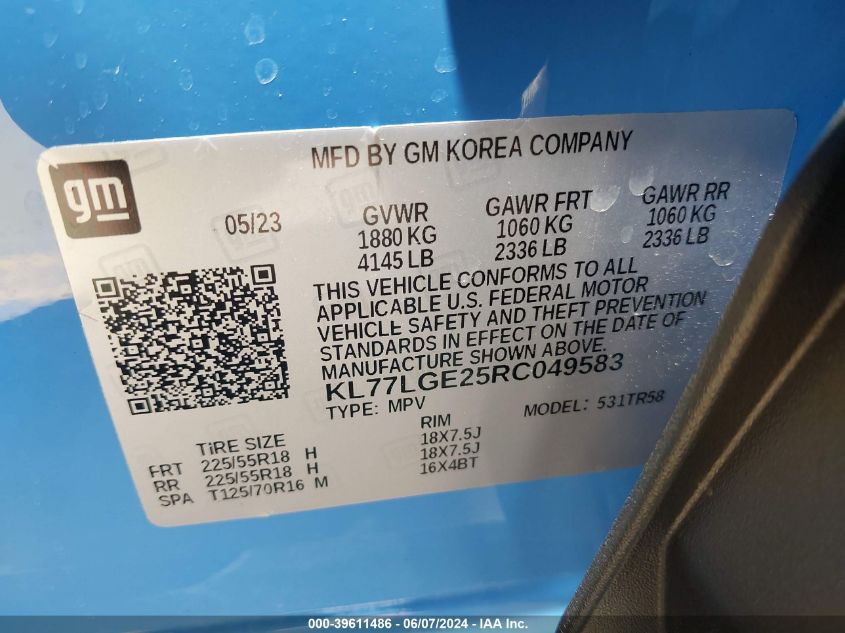 MFD BY GM KOREA COMPANY
gm
05/23
GVWR
1880 KG
4145 LB
GAWR FRT
1060 KG
2336 LB
GAWR RR
1060 KG
2336 LB
THIS VEHICLE CONFORMS TO ALL
APPLICABLE U.S. FEDERAL MOTOR
VEHICLE SAFETY AND THEFT PREVENTION
STANDARDS IN EFFECT ON THE DATE OF
MANUFACTURE SHOWN ABOVE.
KL77LGE25RC049583
TYPE: MPV MODEL: 531TR58
TIRE SIZE RIM
FRT 225/55R18 H 18X7.5J
RR 225/55R18 H 18X7.5J
SPA T125/70R16 M 16X4BT
000-39611486 - 06/07/2024 - IAA Inc.